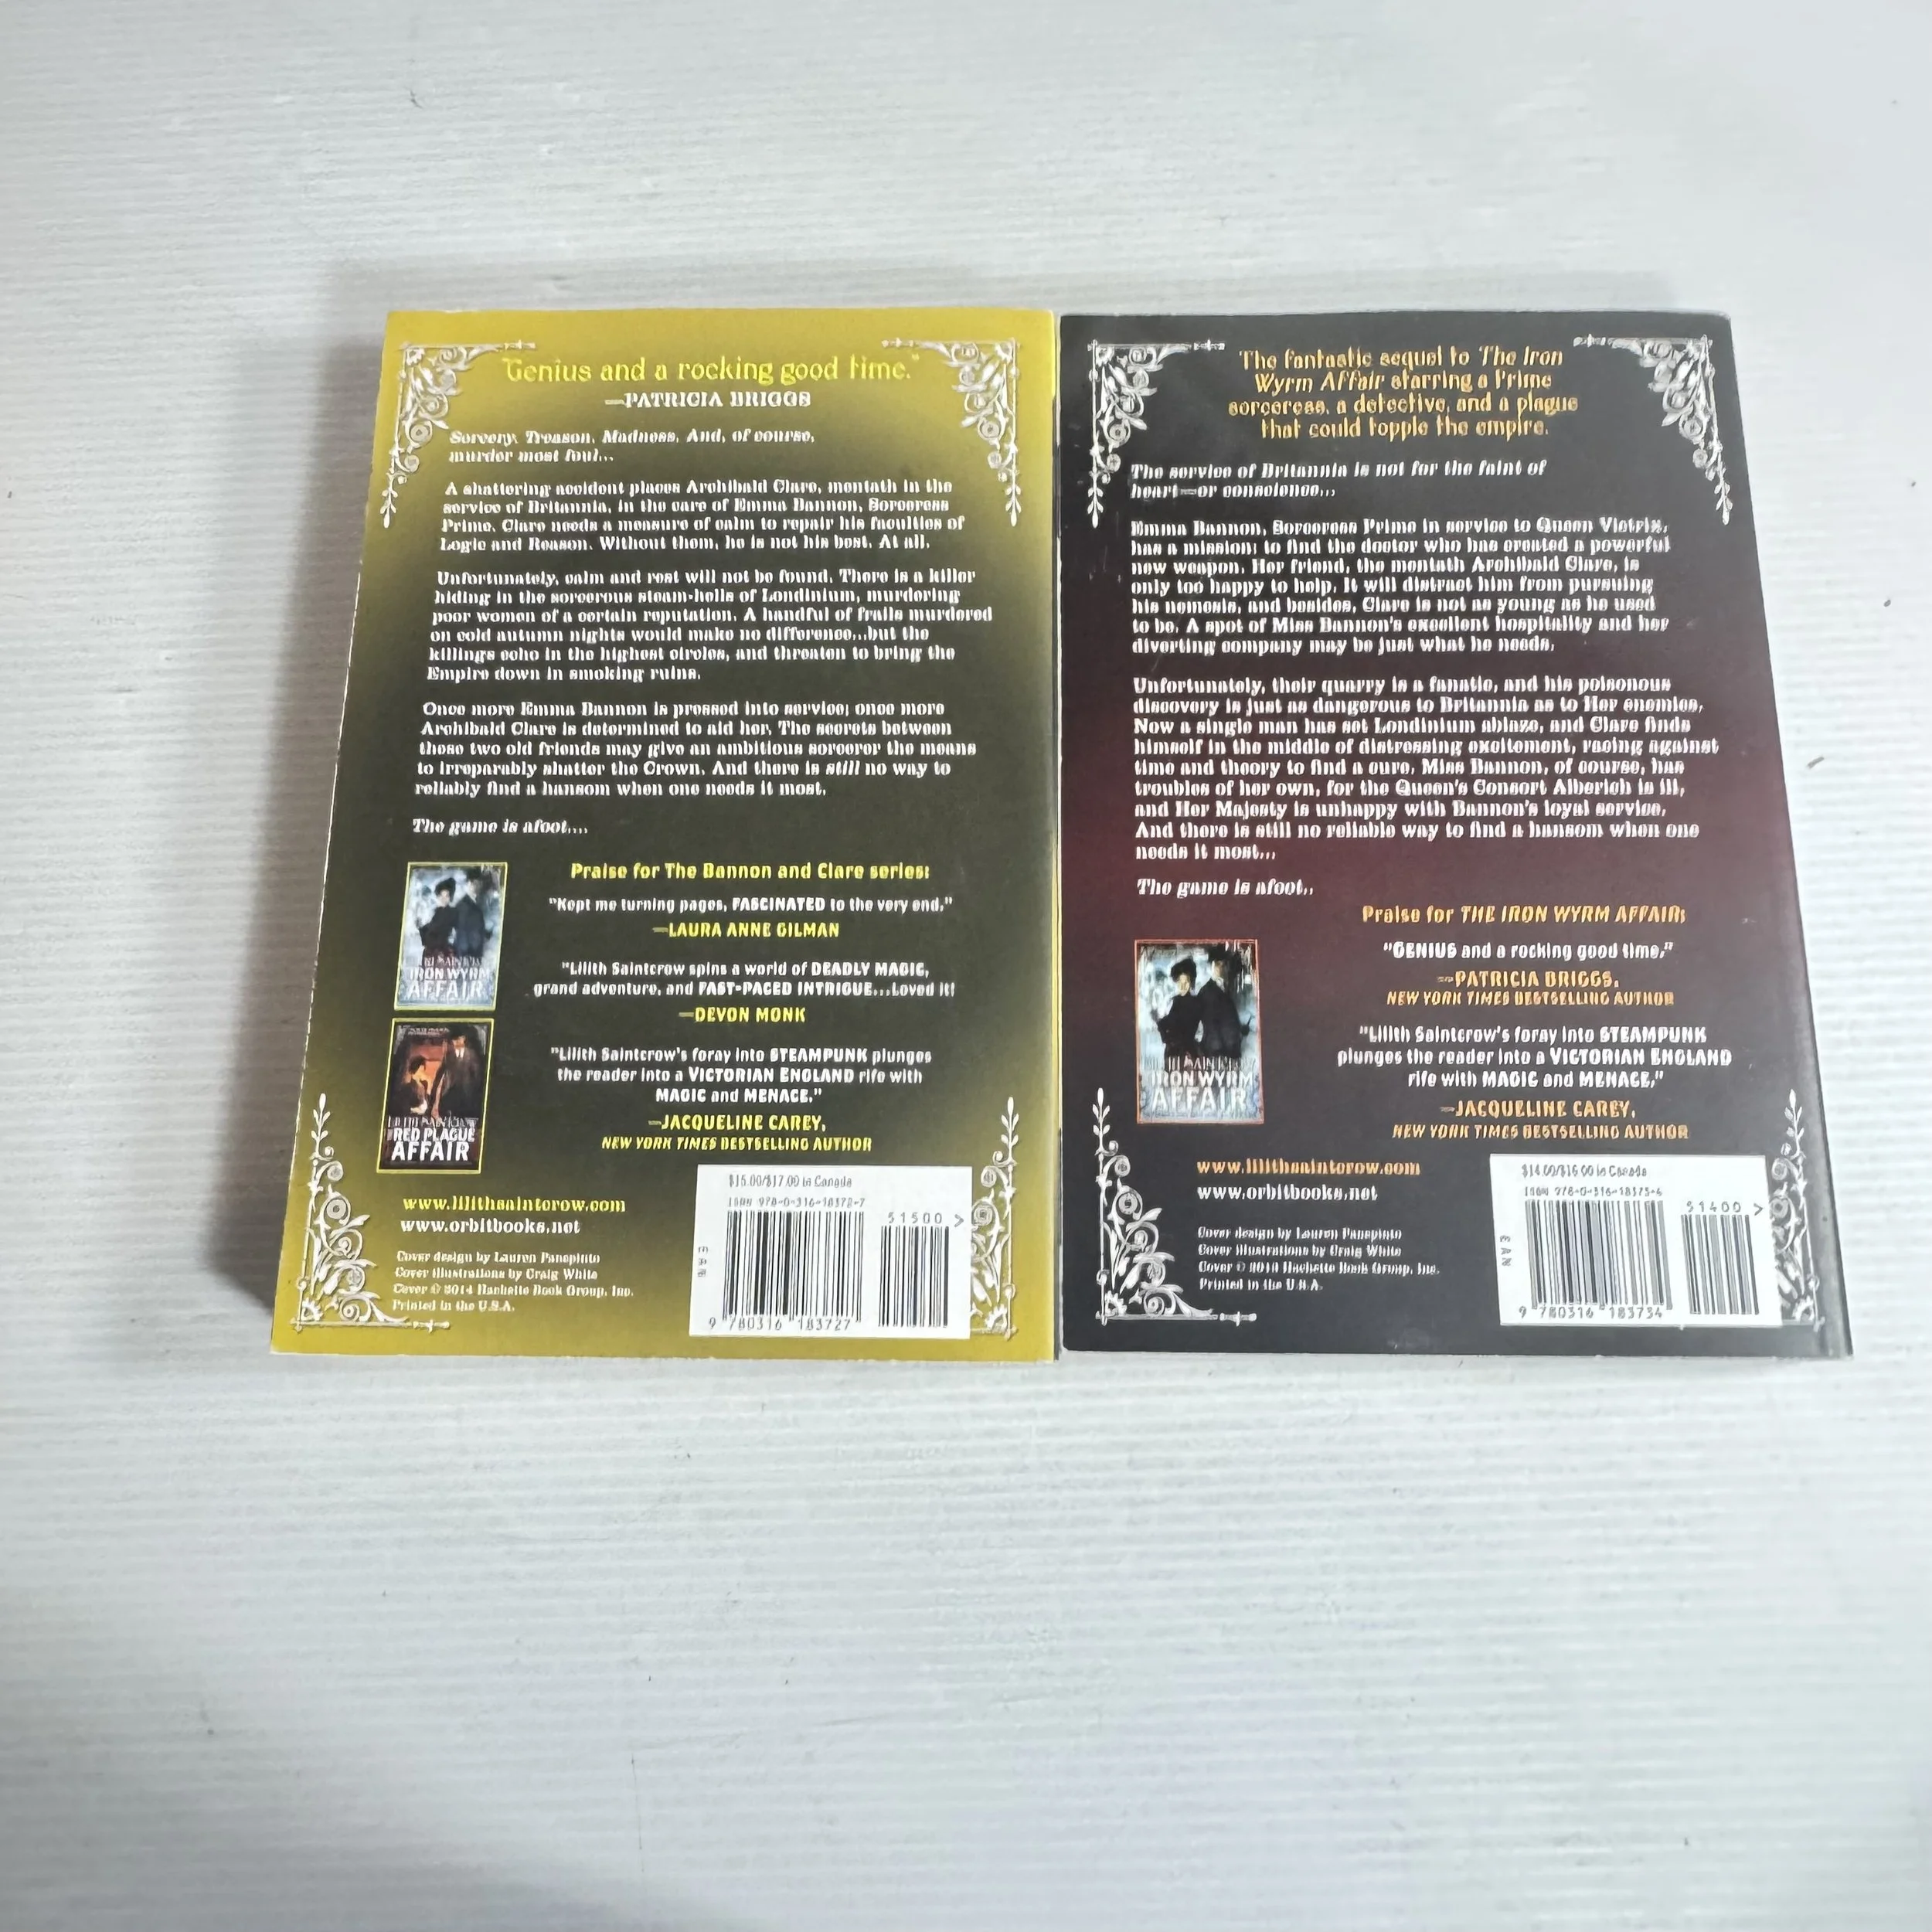 "Genius and a rocking good time."
—PATRICIA BRIGGS
Sorcery. Treason. Madness. And, of course,
murder most foul...
A shattering accident places Archibald Clare, mentath in the
service of Britannia, in the care of Emma Bannon, Sorceress
Prime. Clare needs a measure of calm to repair his faculties of
Logic and Reason. Without them, he is not his best. At all.
Unfortunately, calm and rest will not be found. There is a killer
hiding in the sorcerous steam-hells of Londinium, murdering
poor women of a certain reputation. A handful of frails murdered
on cold autumn nights would make no difference...but the
killings echo in the highest circles, and threaten to bring the
Empire down in smoking ruins.
Once more Emma Bannon is pressed into service; once more
Archibald Clare is determined to aid her. The secrets between
these two old friends may give an ambitious sorcerer the means
to irreparably shatter the Crown. And there is still no way to
reliably find a hansom when one needs it most.
The game is afoot....
Praise for The Bannon and Clare series:
"Kept me turning pages, FASCINATED to the very end."
—LAURA ANNE GILMAN
"Lilith Saintcrow spins a world of DEADLY MAGIC,
grand adventure, and FAST-PACED INTRIGUE...Loved it!
—DEVON MONK
"Lilith Saintcrow's foray into STEAMPUNK plunges
the reader into a VICTORIAN ENGLAND rife with
MAGIC and MENACE."
—JACQUELINE CAREY,
NEW YORK TIMES BESTSELLING AUTHOR
LILITH SAINTCROW
IRON WYRM
AFFAIR
LILITH SAINTCROW
RED PLAGUE
AFFAIR
www.lilithsaintcrow.com
www.orbitbooks.net
Cover design by Lauren Panepinto
Cover illustrations by Craig White
Cover © 2014 Hachette Book Group, Inc.
Printed in the U.S.A.
$15.00/$17.00 in Canada
ISBN 978-0-316-18372-7
51500 >
EAN
9 780316 183727
The fantastic sequel to The Iron
Wyrm Affair starring a Prime
sorceress, a detective, and a plague
that could topple the empire.
The service of Britannia is not for the faint of
heart—or conscience...
Emma Bannon, Sorceress Prime in service to Queen Victrix,
has a mission: to find the doctor who has created a powerful
new weapon. Her friend, the mentath Archibald Clare, is
only too happy to help. It will distract him from pursuing
his nemesis, and besides, Clare is not as young as he used
to be. A spot of Miss Bannon's excellent hospitality and her
diverting company may be just what he needs.
Unfortunately, their quarry is a fanatic, and his poisonous
discovery is just as dangerous to Britannia as to Her enemies.
Now a single man has set Londinium ablaze, and Clare finds
himself in the middle of distressing excitement, racing against
time and theory to find a cure. Miss Bannon, of course, has
troubles of her own, for the Queen's Consort Alberich is ill,
and Her Majesty is unhappy with Bannon's loyal service.
And there is still no reliable way to find a hansom when one
needs it most...
The game is afoot..
Praise for THE IRON WYRM AFFAIR:
"GENIUS and a rocking good time."
—PATRICIA BRIGGS,
NEW YORK TIMES BESTSELLING AUTHOR
"Lilith Saintcrow's foray into STEAMPUNK
plunges the reader into a VICTORIAN ENGLAND
rife with MAGIC and MENACE."
—JACQUELINE CAREY,
NEW YORK TIMES BESTSELLING AUTHOR
LILITH SAINTCROW
IRON WYRM
AFFAIR
www.lilithsaintcrow.com
www.orbitbooks.net
Cover design by Lauren Panepinto
Cover illustrations by Craig White
Cover © 2013 Hachette Book Group, Inc.
Printed in the U.S.A.
$14.00/$15.00 in Canada
ISBN 978-0-316-18373-4
51400 >
EAN
9 780316 183734